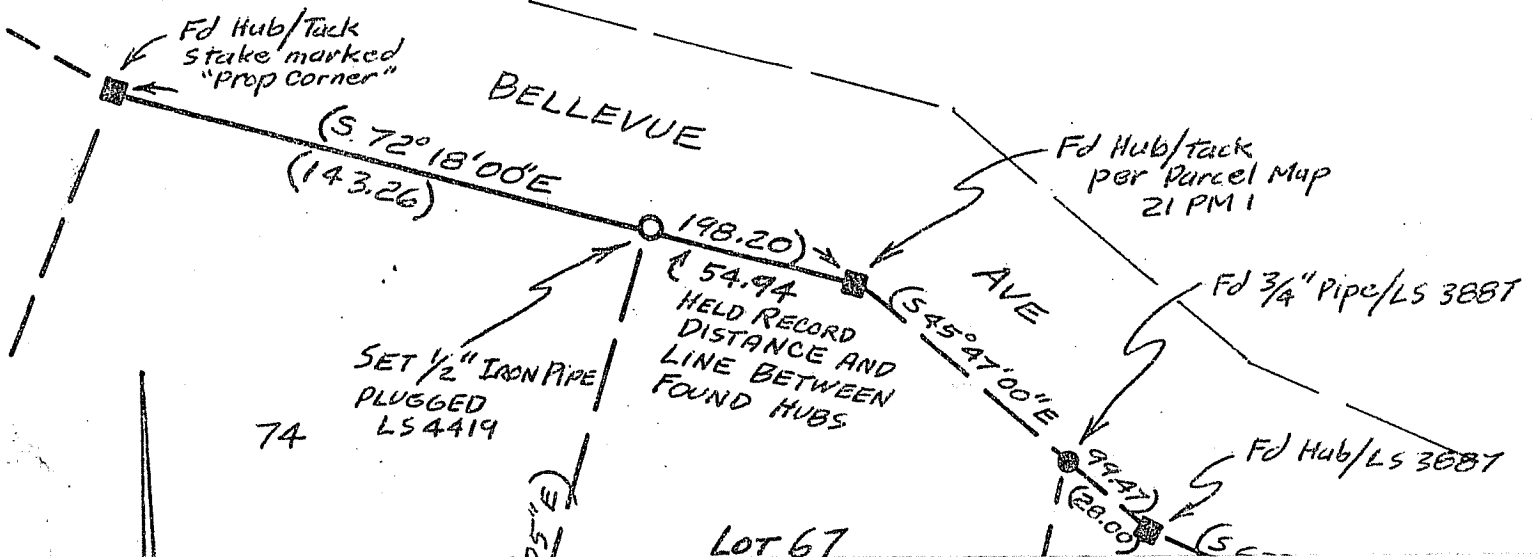 Fd Hub/Tack
Stake marked
"Prop Corner"
BELLEVUE
AVE
(S. 72° 18' 00" E
(143.26)
198.20)
54.94
HELD RECORD
DISTANCE AND
LINE BETWEEN
FOUND HUBS
Fd Hub/tack
per Parcel Map
21 PM 1
(S 45° 47' 00" E
Fd 3/4" Pipe/LS 3887
SET 1/2" IRON PIPE
PLUGGED
LS 4419
74
99.47)
(28.00)
Fd Hub/LS 3887
05" E)
LOT 67
(S